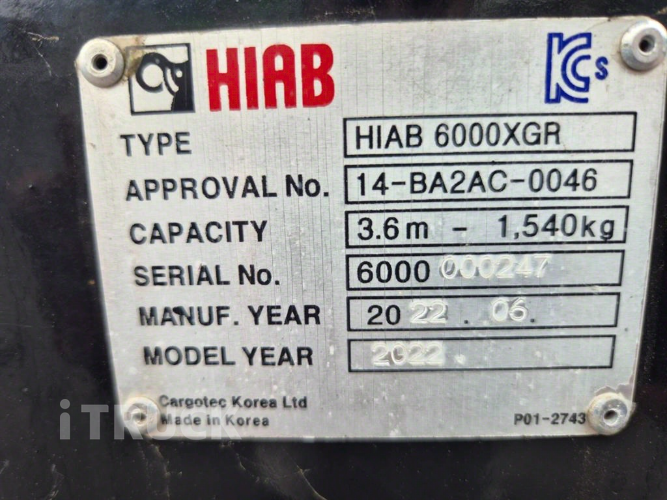 HIAB
KCs
TYPE HIAB 6000XGR
APPROVAL No. 14-BA2AC-0046
CAPACITY 3.6m - 1,540kg
SERIAL No. 6000 000247
MANUF. YEAR 20 22 . 06 .
MODEL YEAR 2022 .
Cargotec Korea Ltd
Made in Korea P01-2743
iTRUCK